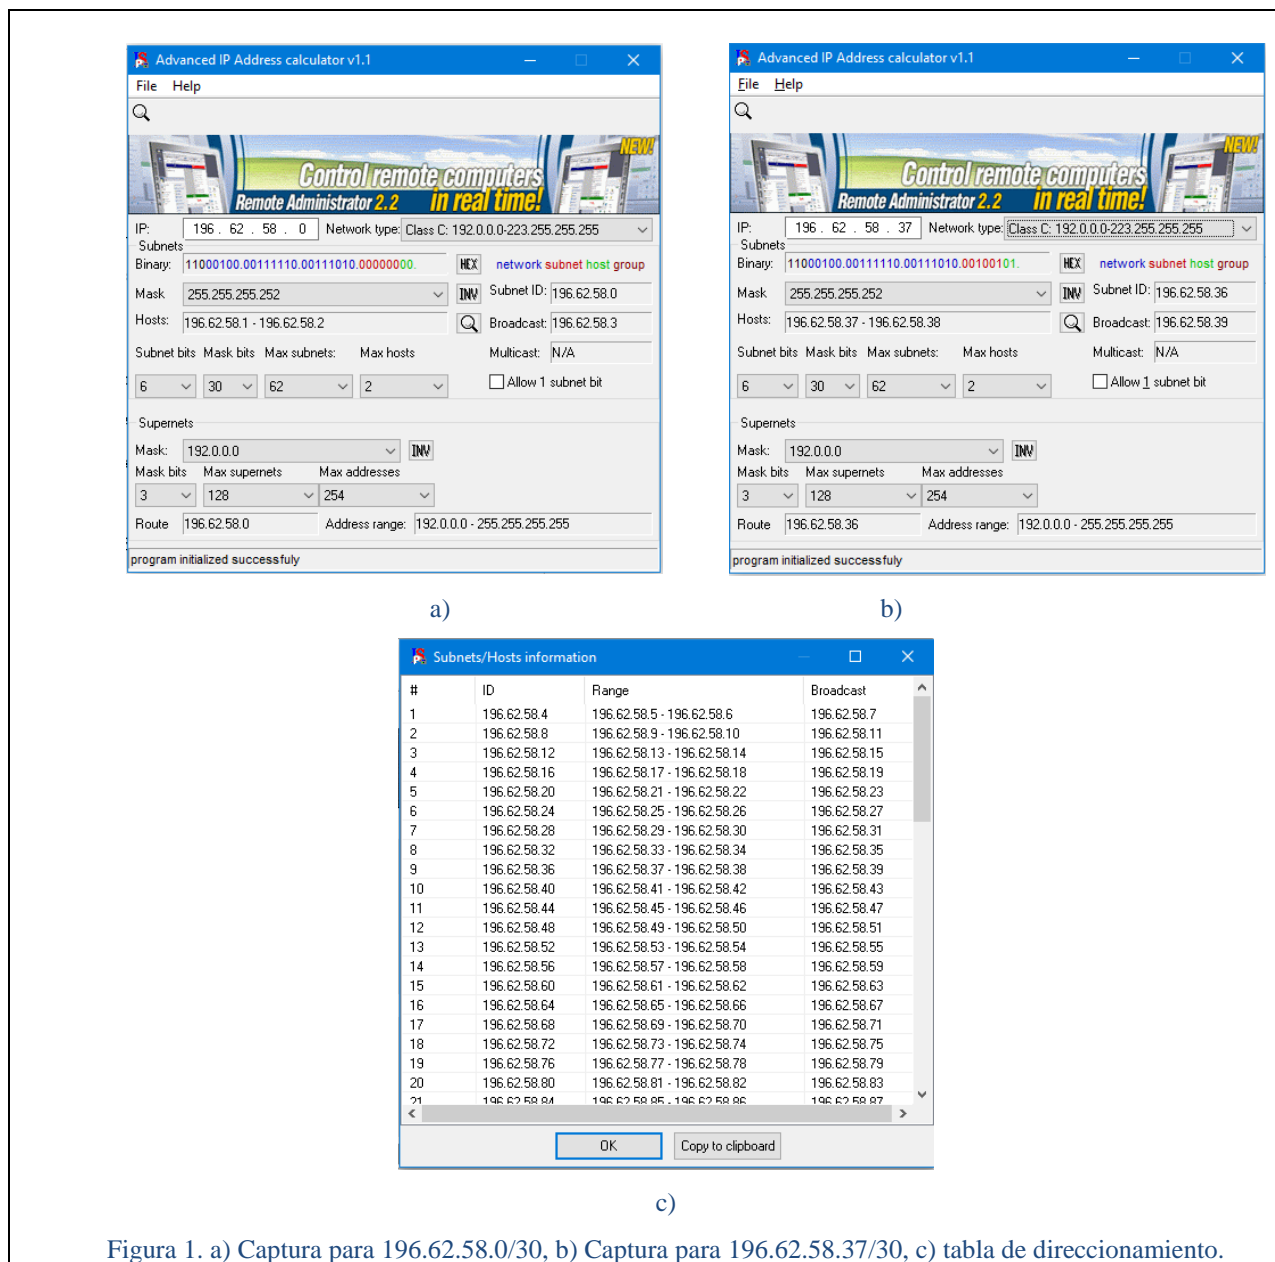 Advanced IP Address calculator v1.1
File Help
Control remote computers
in real time!
Remote Administrator 2.2
NEW!
IP: 196 . 62 . 58 . 0 Network type: Class C: 192.0.0.0-223.255.255.255
Subnets
Binary: 11000100.00111110.00111010.00000000. HEX network subnet host group
Mask 255.255.255.252 INV Subnet ID: 196.62.58.0
Hosts: 196.62.58.1 - 196.62.58.2 Broadcast: 196.62.58.3
Subnet bits Mask bits Max subnets: Max hosts Multicast: N/A
6 30 62 2 Allow 1 subnet bit
Supernets
Mask: 192.0.0.0 INV
Mask bits Max supernets Max addresses
3 128 254
Route 196.62.58.0 Address range: 192.0.0.0 - 255.255.255.255
program initialized successfuly
a)
Advanced IP Address calculator v1.1
File Help
Control remote computers
in real time!
Remote Administrator 2.2
NEW!
IP: 196 . 62 . 58 . 37 Network type: Class C: 192.0.0.0-223.255.255.255
Subnets
Binary: 11000100.00111110.00111010.00100101. HEX network subnet host group
Mask 255.255.255.252 INV Subnet ID: 196.62.58.36
Hosts: 196.62.58.37 - 196.62.58.38 Broadcast: 196.62.58.39
Subnet bits Mask bits Max subnets: Max hosts Multicast: N/A
6 30 62 2 Allow 1 subnet bit
Supernets
Mask: 192.0.0.0 INV
Mask bits Max supernets Max addresses
3 128 254
Route 196.62.58.36 Address range: 192.0.0.0 - 255.255.255.255
program initialized successfuly
b)
Subnets/Hosts information
# ID Range Broadcast
1 196.62.58.4 196.62.58.5 - 196.62.58.6 196.62.58.7
2 196.62.58.8 196.62.58.9 - 196.62.58.10 196.62.58.11
3 196.62.58.12 196.62.58.13 - 196.62.58.14 196.62.58.15
4 196.62.58.16 196.62.58.17 - 196.62.58.18 196.62.58.19
5 196.62.58.20 196.62.58.21 - 196.62.58.22 196.62.58.23
6 196.62.58.24 196.62.58.25 - 196.62.58.26 196.62.58.27
7 196.62.58.28 196.62.58.29 - 196.62.58.30 196.62.58.31
8 196.62.58.32 196.62.58.33 - 196.62.58.34 196.62.58.35
9 196.62.58.36 196.62.58.37 - 196.62.58.38 196.62.58.39
10 196.62.58.40 196.62.58.41 - 196.62.58.42 196.62.58.43
11 196.62.58.44 196.62.58.45 - 196.62.58.46 196.62.58.47
12 196.62.58.48 196.62.58.49 - 196.62.58.50 196.62.58.51
13 196.62.58.52 196.62.58.53 - 196.62.58.54 196.62.58.55
14 196.62.58.56 196.62.58.57 - 196.62.58.58 196.62.58.59
15 196.62.58.60 196.62.58.61 - 196.62.58.62 196.62.58.63
16 196.62.58.64 196.62.58.65 - 196.62.58.66 196.62.58.67
17 196.62.58.68 196.62.58.69 - 196.62.58.70 196.62.58.71
18 196.62.58.72 196.62.58.73 - 196.62.58.74 196.62.58.75
19 196.62.58.76 196.62.58.77 - 196.62.58.78 196.62.58.79
20 196.62.58.80 196.62.58.81 - 196.62.58.82 196.62.58.83
21 196.62.58.84 196.62.58.85 - 196.62.58.86 196.62.58.87
OK Copy to clipboard
c)
Figura 1. a) Captura para 196.62.58.0/30, b) Captura para 196.62.58.37/30, c) tabla de direccionamiento.